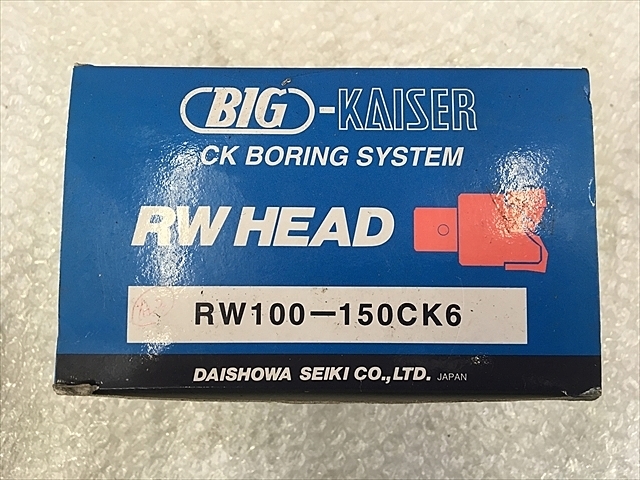 BIG-KAISER
CK BORING SYSTEM
RW HEAD
RW100-150CK6
DAISHOWA SEIKI CO.,LTD. JAPAN